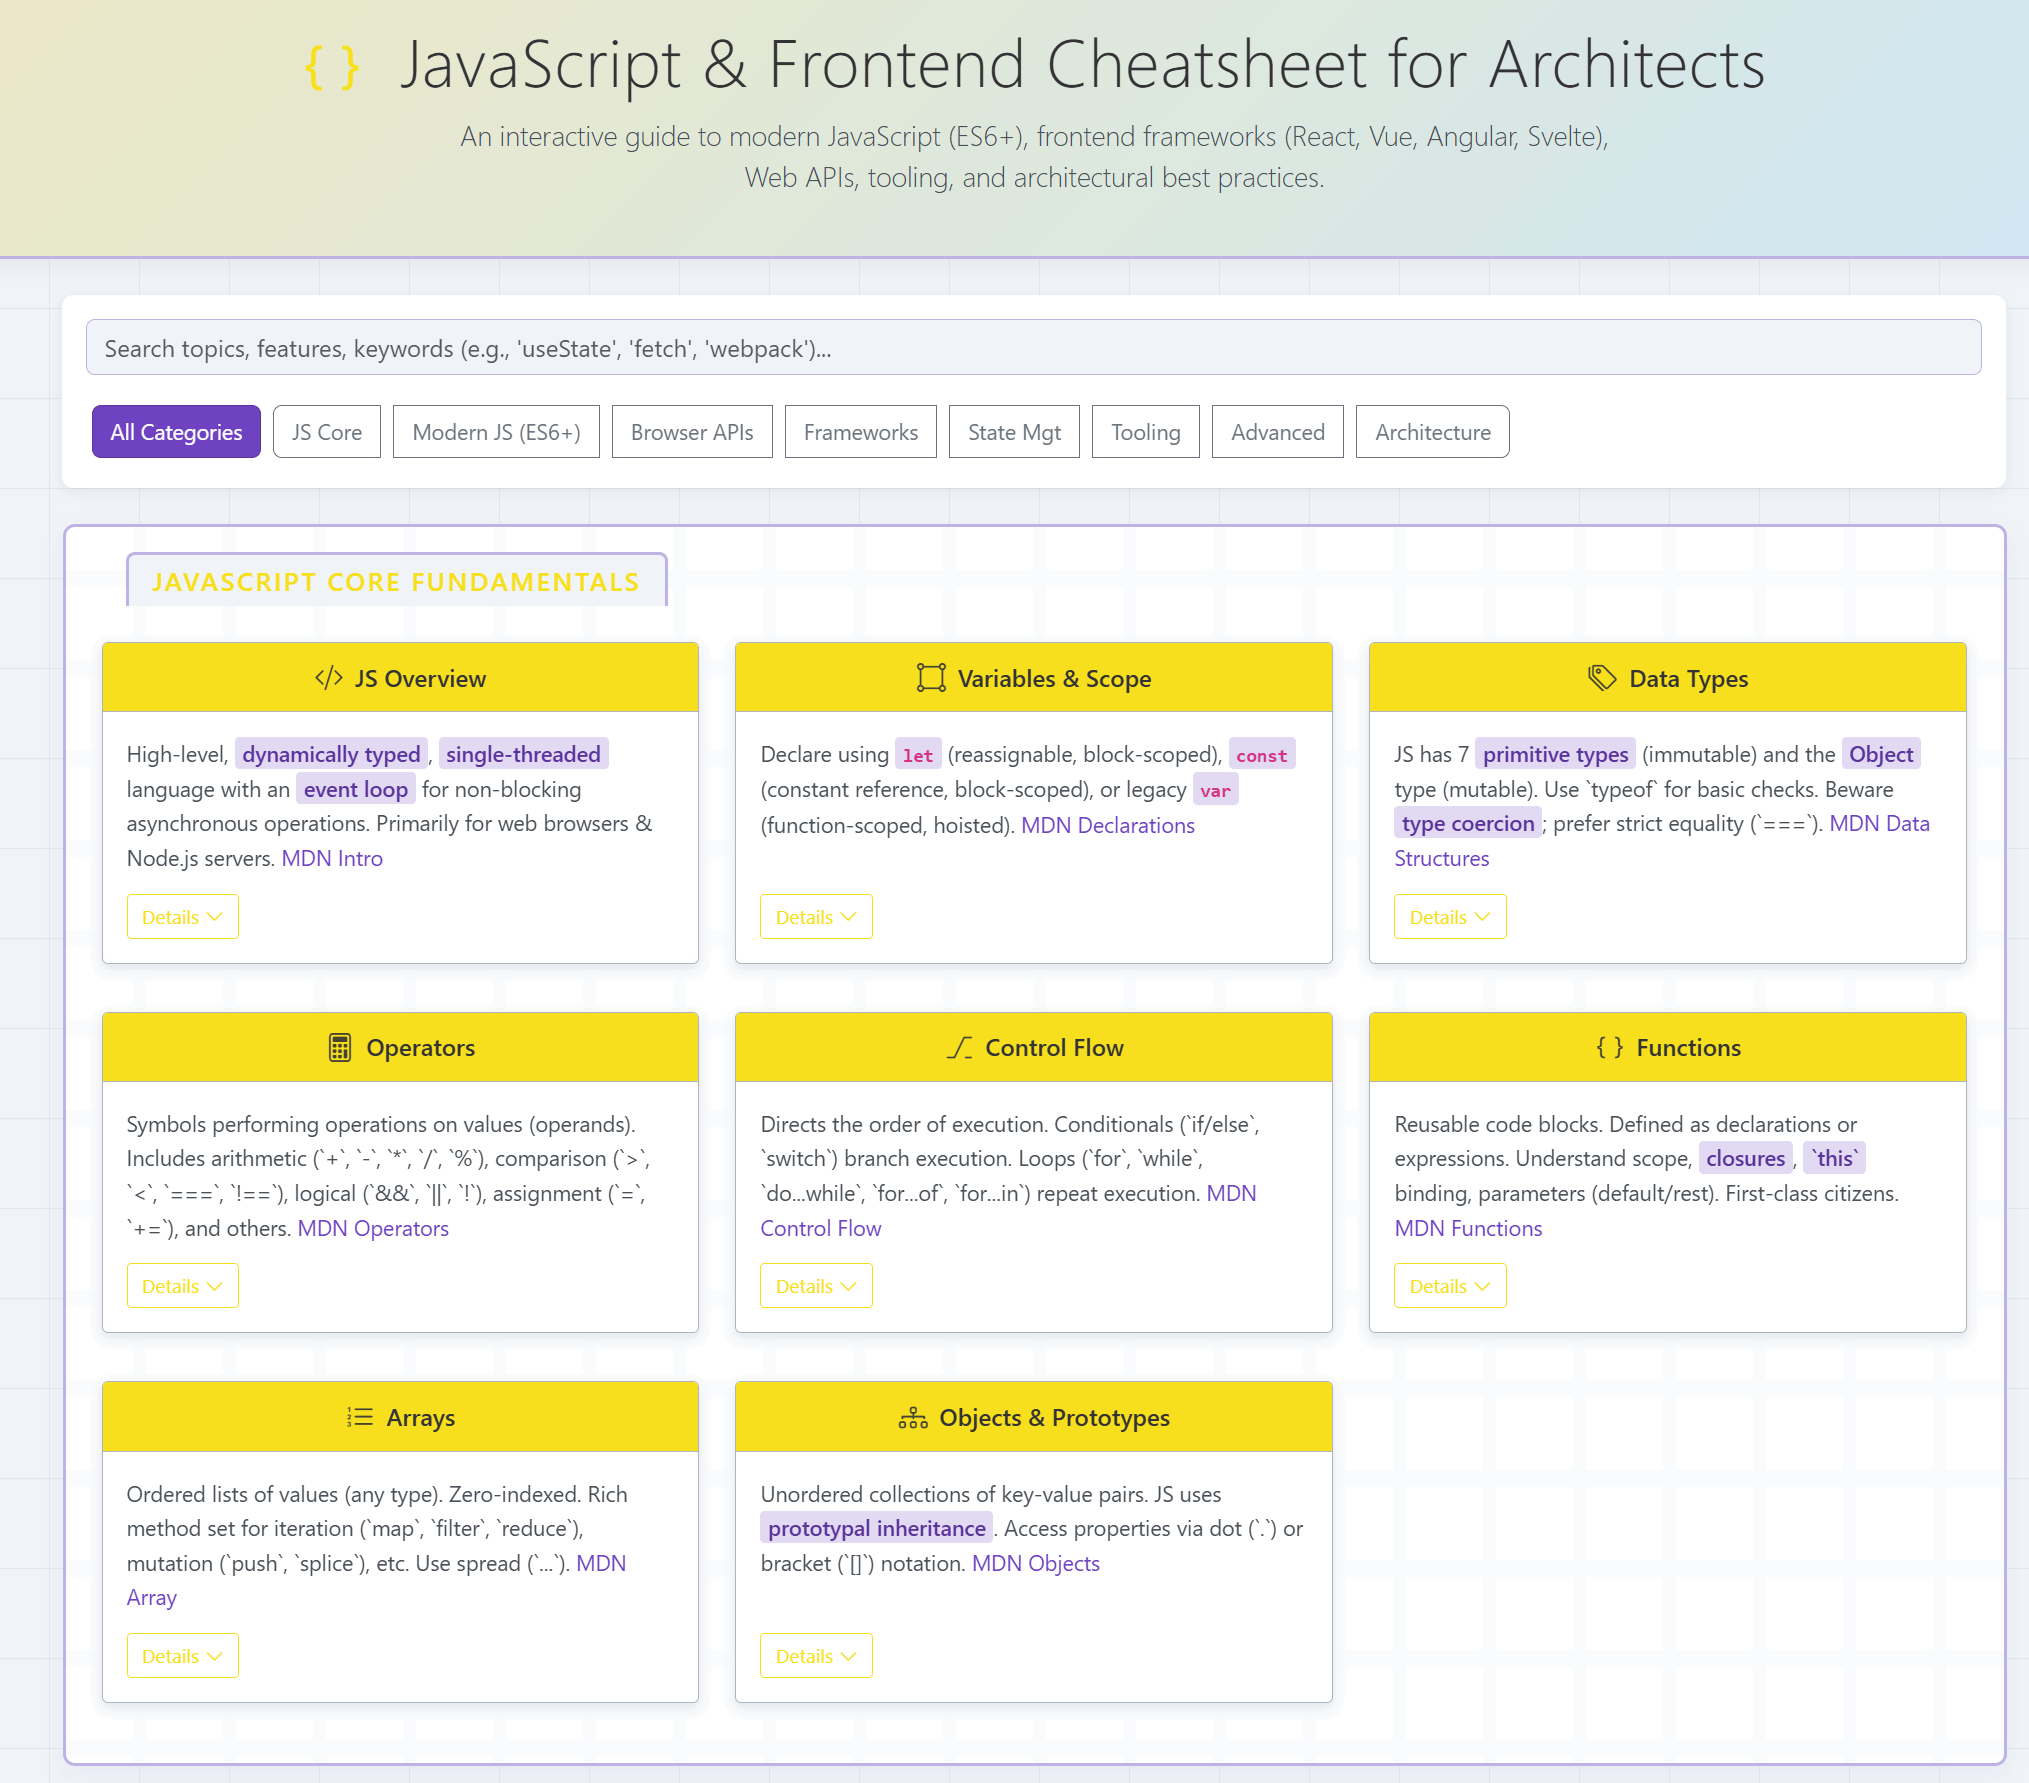 { } JavaScript & Frontend Cheatsheet for Architects
An interactive guide to modern JavaScript (ES6+), frontend frameworks (React, Vue, Angular, Svelte),
Web APIs, tooling, and architectural best practices.
Search topics, features, keywords (e.g., 'useState', 'fetch', 'webpack')...
All Categories
JS Core
Modern JS (ES6+)
Browser APIs
Frameworks
State Mgt
Tooling
Advanced
Architecture
JAVASCRIPT CORE FUNDAMENTALS
</> JS Overview
High-level, dynamically typed, single-threaded
language with an event loop for non-blocking
asynchronous operations. Primarily for web browsers &
Node.js servers. MDN Intro
Details
Variables & Scope
Declare using let (reassignable, block-scoped), const
(constant reference, block-scoped), or legacy var
(function-scoped, hoisted). MDN Declarations
Details
Data Types
JS has 7 primitive types (immutable) and the Object
type (mutable). Use `typeof` for basic checks. Beware
type coercion; prefer strict equality (`===`). MDN Data
Structures
Details
Operators
Symbols performing operations on values (operands).
Includes arithmetic (`+`, `-`, `*`, `/`, `%`), comparison (`>`,
`<`, `===`, `!==`), logical (`&&`, `||`, `!`), assignment (`=`,
`+=`), and others. MDN Operators
Details
Control Flow
Directs the order of execution. Conditionals (`if/else`,
`switch`) branch execution. Loops (`for`, `while`,
`do...while`, `for...of`, `for...in`) repeat execution. MDN
Control Flow
Details
{ } Functions
Reusable code blocks. Defined as declarations or
expressions. Understand scope, closures, `this`
binding, parameters (default/rest). First-class citizens.
MDN Functions
Details
Arrays
Ordered lists of values (any type). Zero-indexed. Rich
method set for iteration (`map`, `filter`, `reduce`),
mutation (`push`, `splice`), etc. Use spread (`...`). MDN
Array
Details
Objects & Prototypes
Unordered collections of key-value pairs. JS uses
prototypal inheritance. Access properties via dot (`.`) or
bracket (`[]`) notation. MDN Objects
Details